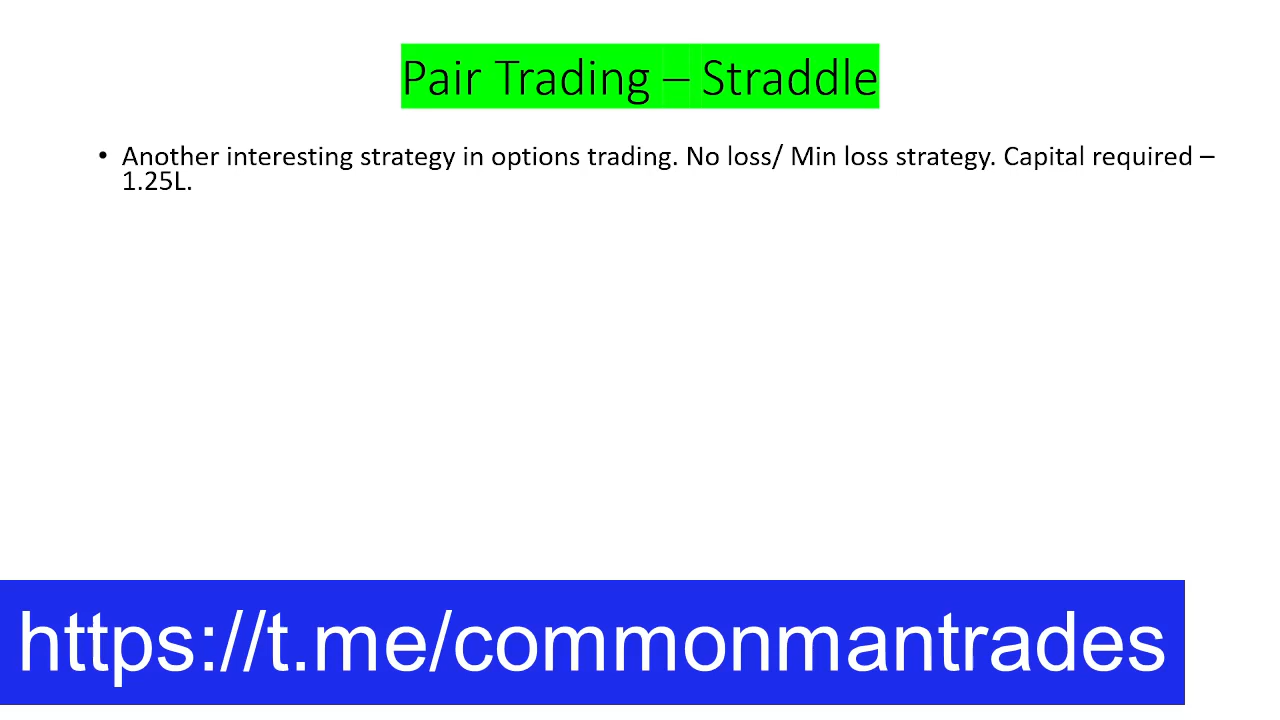 Pair Trading – Straddle
• Another interesting strategy in options trading. No loss/ Min loss strategy. Capital required –
1.25L.
https://t.me/commonmantrades